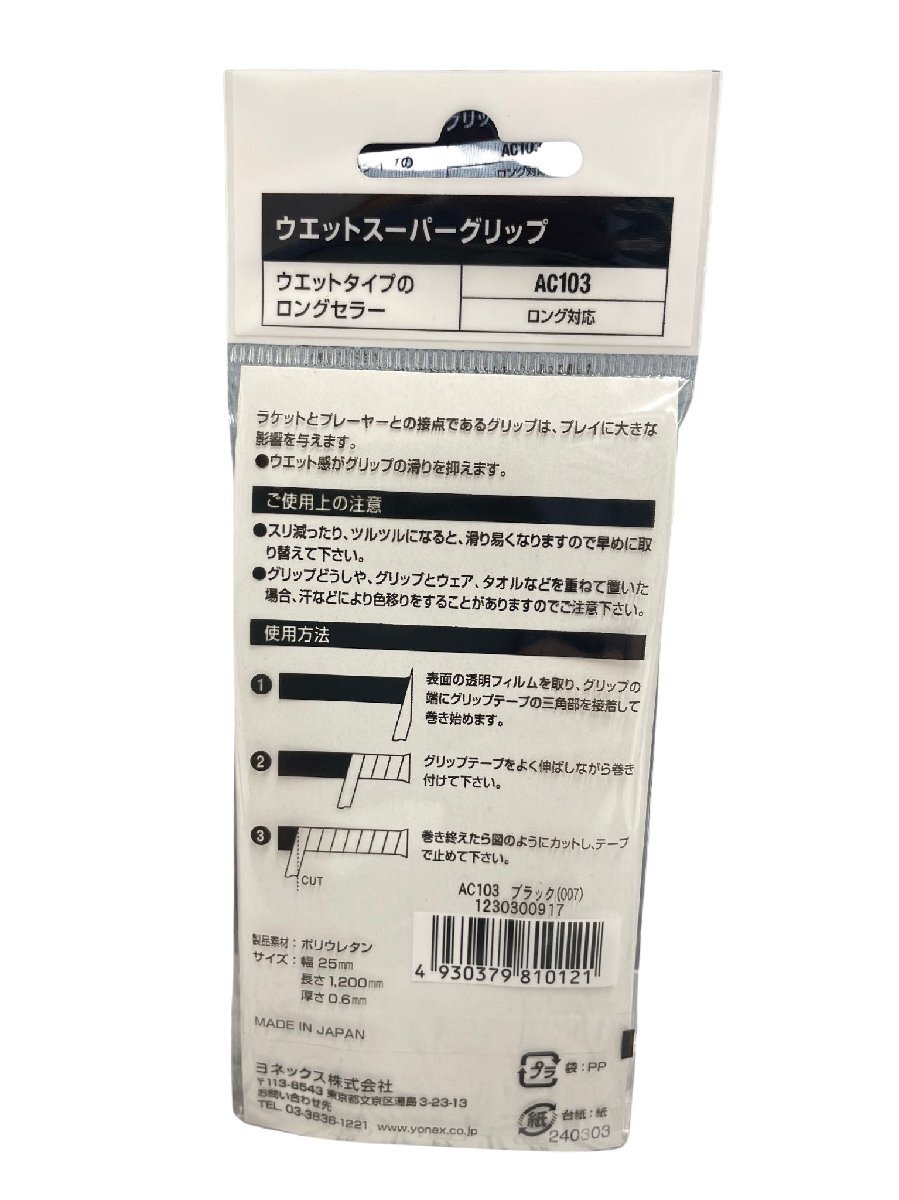 グリッ
AC103
イプの
ロング対応
ウエットスーパーグリップ
ウエットタイプの
ロングセラー
AC103
ロング対応
ラケットとプレーヤーとの接点であるグリップは、プレイに大きな
影響を与えます。
●ウエット感がグリップの滑りを抑えます。
ご使用上の注意
●スリ減ったり、ツルツルになると、滑り易くなりますので早めに取
り替えて下さい。
●グリップどうしや、グリップとウェア、タオルなどを重ねて置いた
場合、汗などにより色移りをすることがありますのでご注意下さい。
使用方法
❶
表面の透明フィルムを取り、グリップの
端にグリップテープの三角部を接着して
巻き始めます。
❷
グリップテープをよく伸ばしながら巻き
付けて下さい。
❸
巻き終えたら図のようにカットし、テープ
で止めて下さい。
CUT
AC103 ブラック(007)
1230300917
4 930379 810121
製品素材：ポリウレタン
サイズ：幅 25mm
長さ 1,200mm
厚さ 0.6mm
MADE IN JAPAN
ヨネックス株式会社
〒113-8543 東京都文京区湯島 3-23-13
お問い合わせ先
TEL. 03-3836-1221 www.yonex.co.jp
プラ 袋：PP
紙 台紙：紙
240303